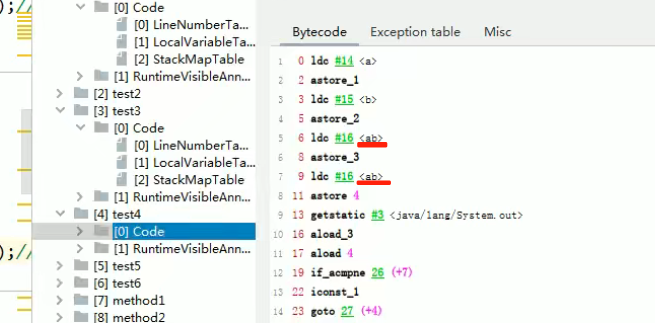 );//
);//
[0] Code
[0] LineNumberTa...
[1] LocalVariableTa...
[2] StackMapTable
[1] RuntimeVisibleAnn...
[2] test2
[3] test3
[0] Code
[0] LineNumberTa...
[1] LocalVariableTa...
[2] StackMapTable
[1] RuntimeVisibleAnn...
[4] test4
[0] Code
[1] RuntimeVisibleAnn...
[5] test5
[6] test6
[7] method1
[8] method2
Bytecode Exception table Misc
1 0 ldc #14 <a>
2 2 astore_1
3 3 ldc #15 <b>
4 5 astore_2
5 6 ldc #16 <ab>
6 8 astore_3
7 9 ldc #16 <ab>
8 11 astore 4
9 13 getstatic #3 <java/lang/System.out>
10 16 aload_3
11 17 aload 4
12 19 if_acmpne 26 (+7)
13 22 iconst_1
14 23 goto 27 (+4)